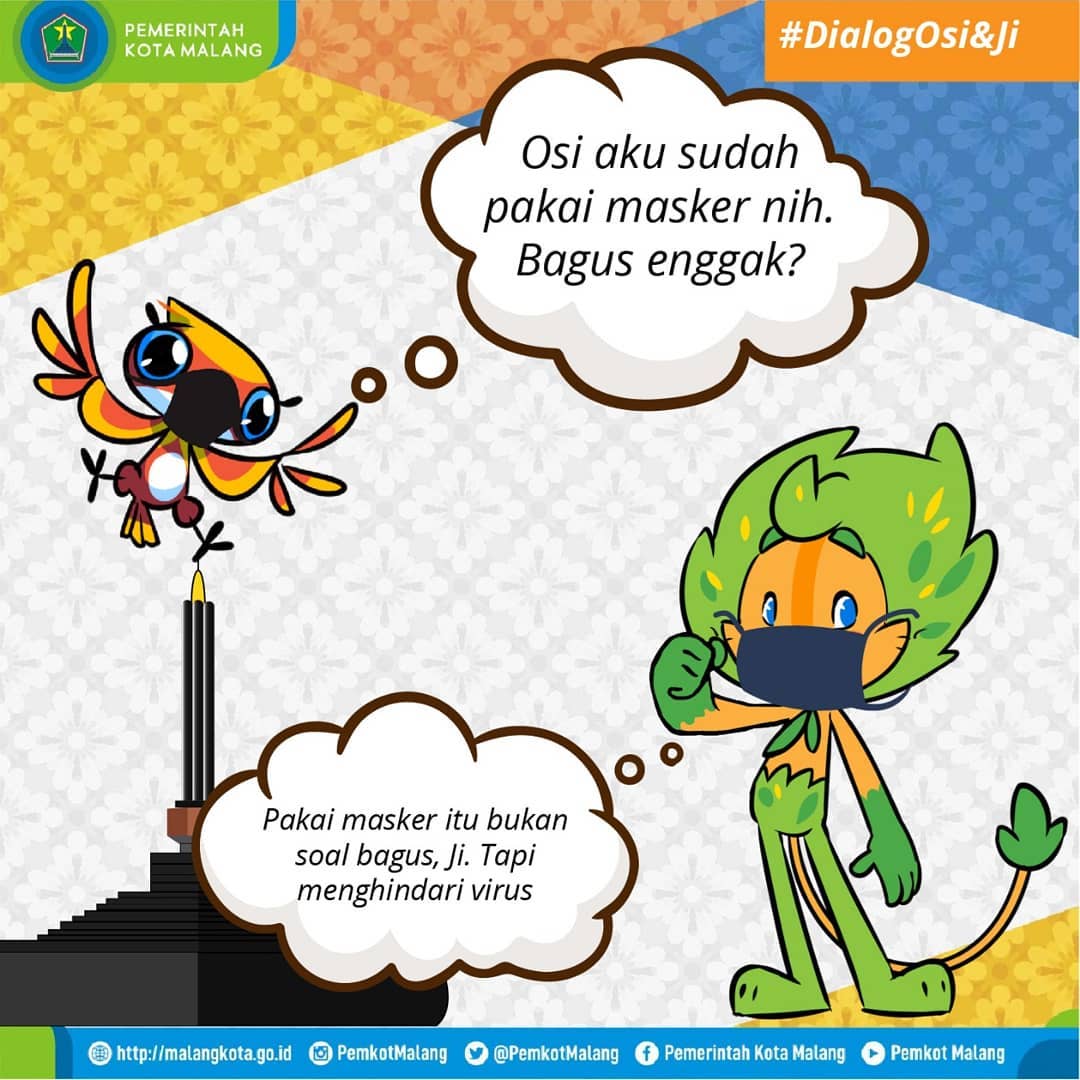 PEMERINTAH
KOTA MALANG
#DialogOsi&Ji
Osi aku sudah
pakai masker nih.
Bagus enggak?
Pakai masker itu bukan
soal bagus, Ji. Tapi
menghindari virus
http://malangkota.go.id PemkotMalang @PemkotMalang Pemerintah Kota Malang Pemkot Malang